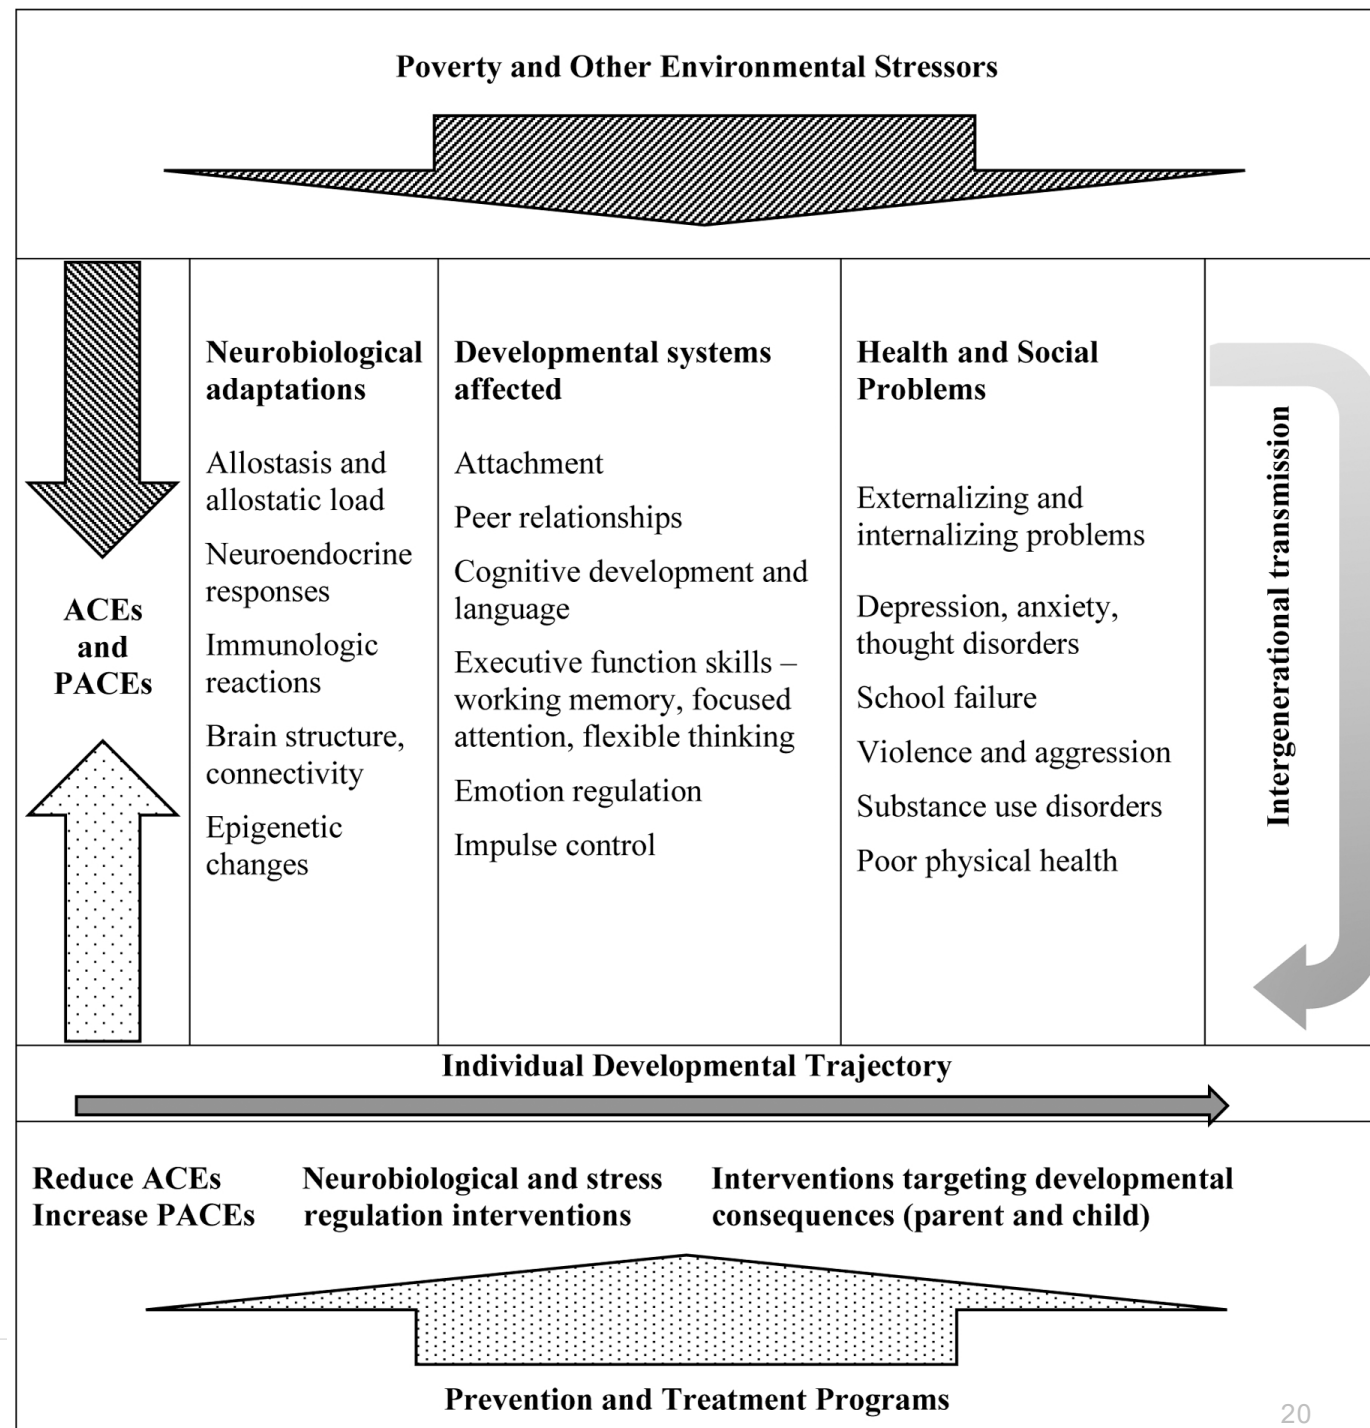 Poverty and Other Environmental Stressors
ACEs
and
PACEs
Neurobiological
adaptations
Allostasis and
allostatic load
Neuroendocrine
responses
Immunologic
reactions
Brain structure,
connectivity
Epigenetic
changes
Developmental systems
affected
Attachment
Peer relationships
Cognitive development and
language
Executive function skills –
working memory, focused
attention, flexible thinking
Emotion regulation
Impulse control
Health and Social
Problems
Externalizing and
internalizing problems
Depression, anxiety,
thought disorders
School failure
Violence and aggression
Substance use disorders
Poor physical health
Intergenerational transmission
Individual Developmental Trajectory
Reduce ACEs
Increase PACEs
Neurobiological and stress
regulation interventions
Interventions targeting developmental
consequences (parent and child)
Prevention and Treatment Programs
20